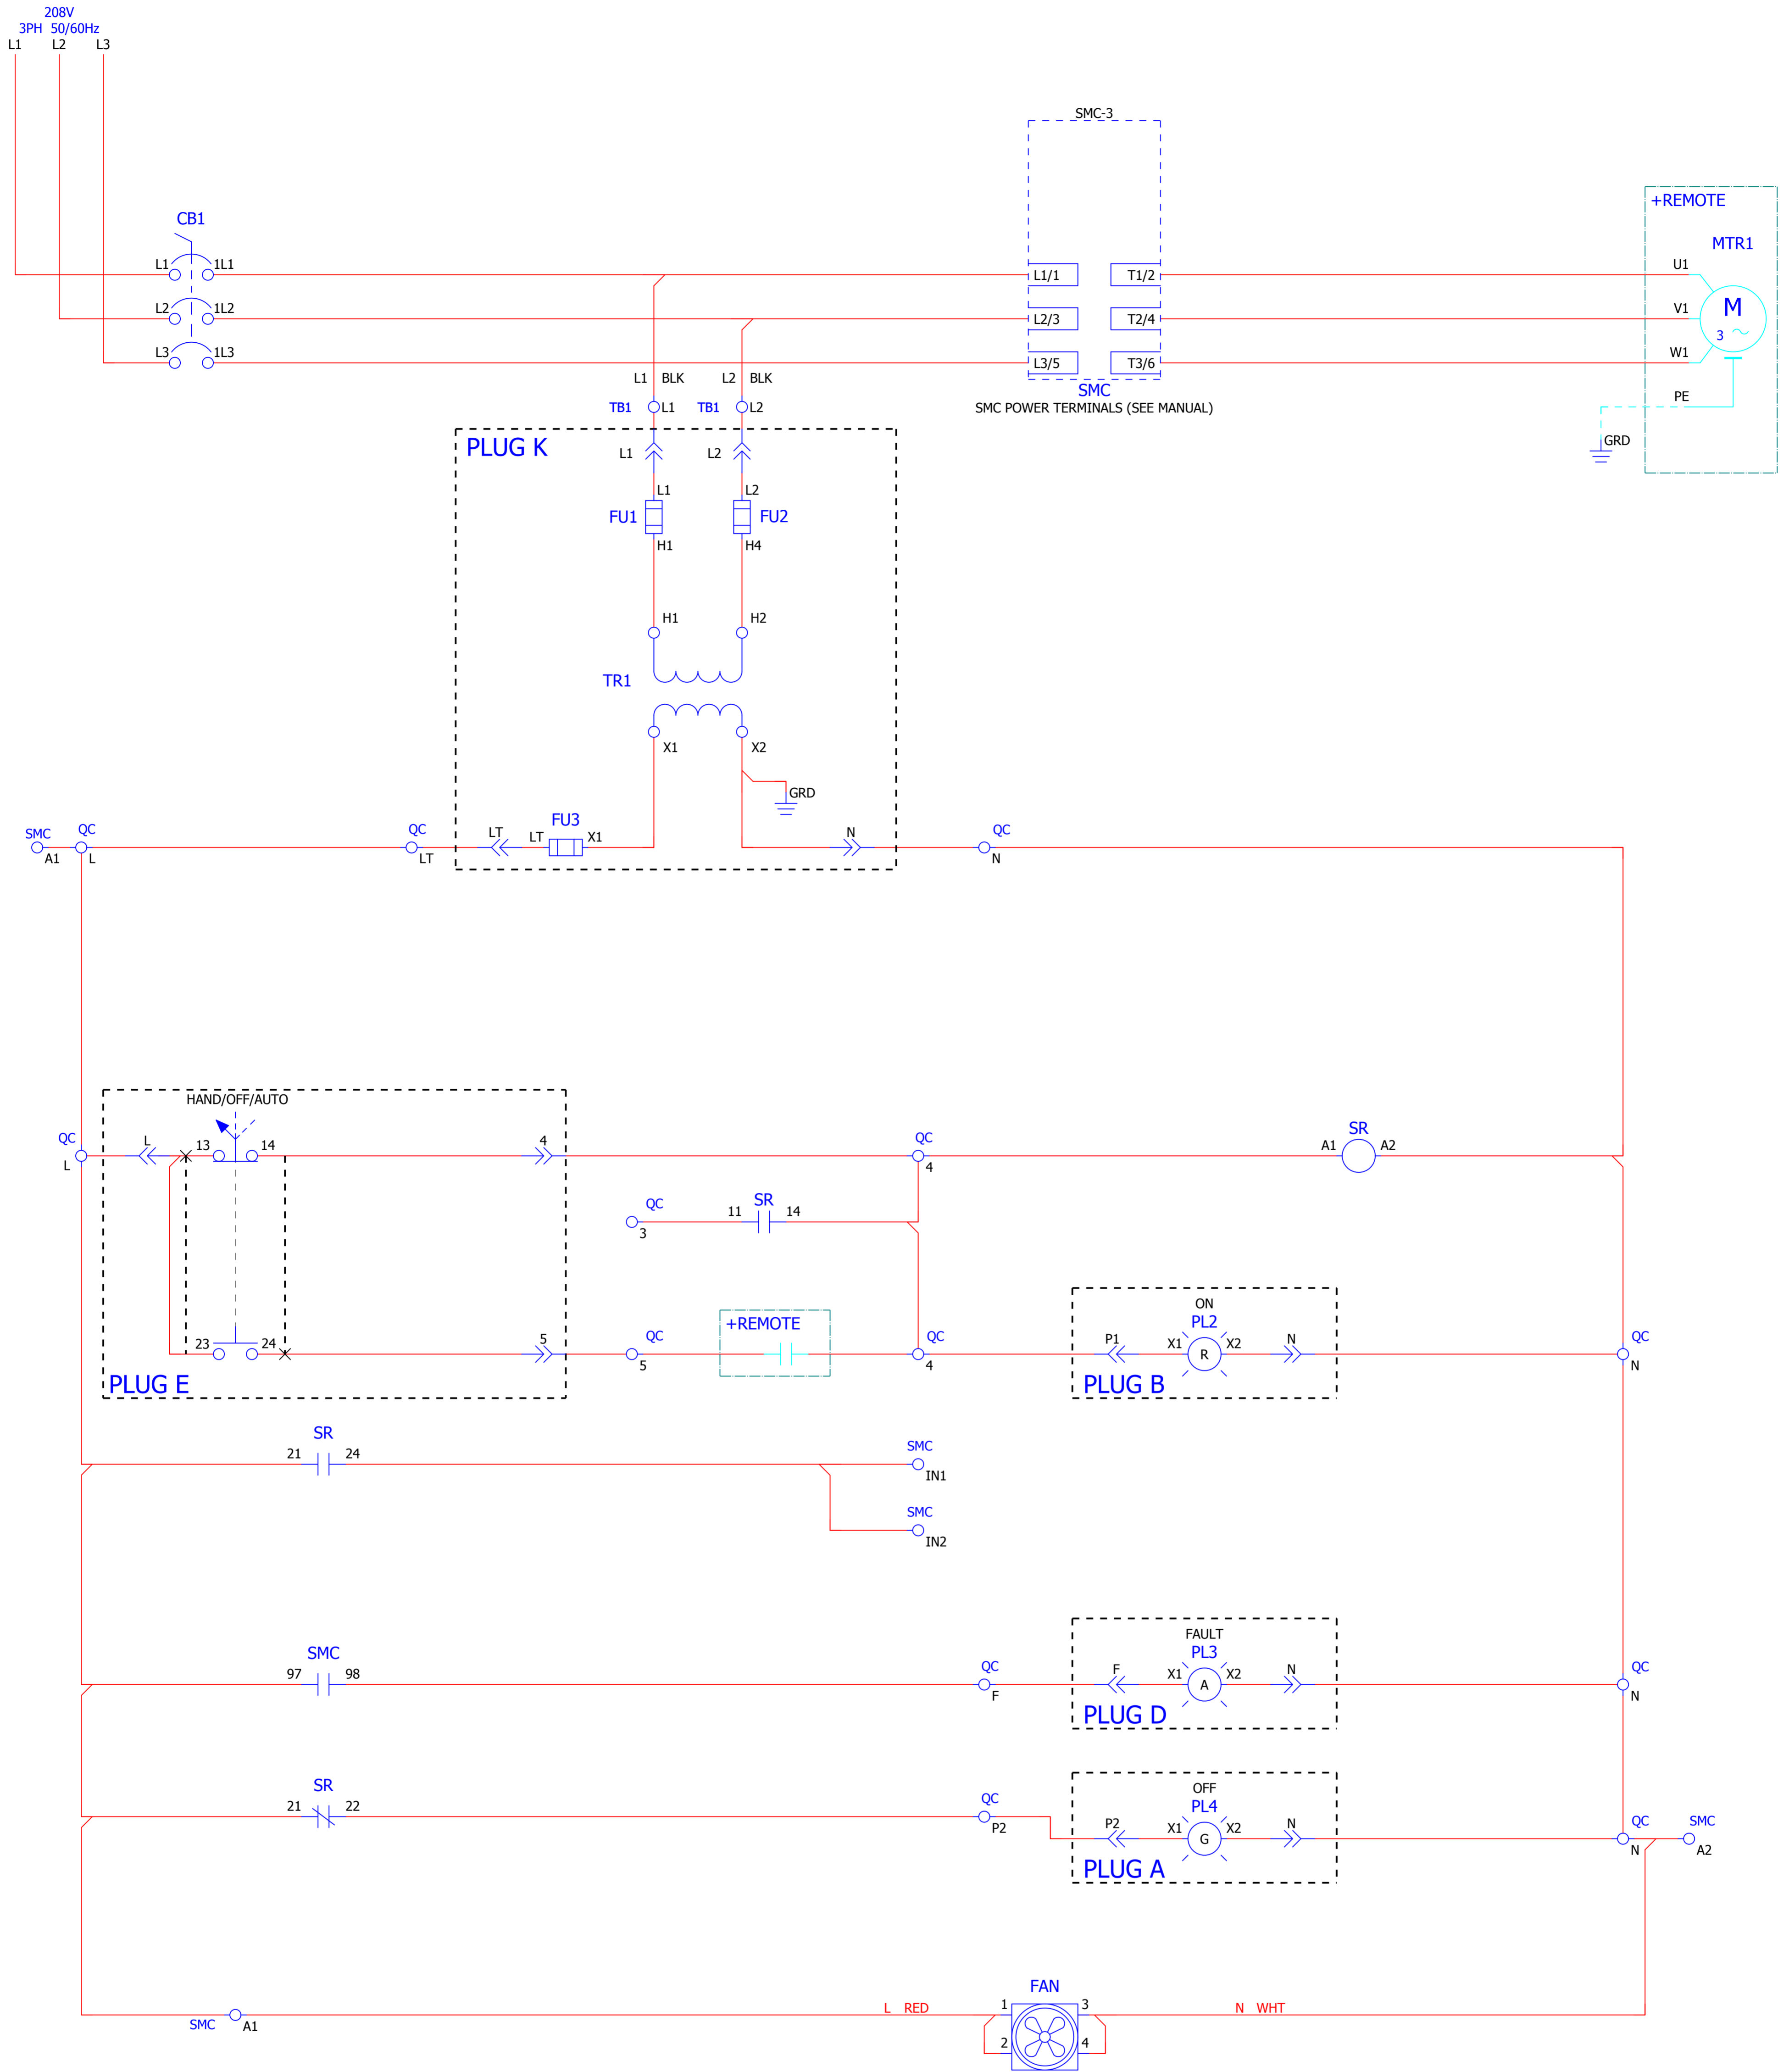 208V
3PH 50/60Hz
L1 L2 L3
SMC-3
+REMOTE
CB1
MTR1
L1 1L1
L1/1 T1/2
U1
L2 1L2
L2/3 T2/4
V1
M
3
L3 1L3
L3/5 T3/6
W1
L1 BLK
L2 BLK
SMC
SMC POWER TERMINALS (SEE MANUAL)
PE
TB1 L1
TB1 L2
GRD
PLUG K
L1 L2
L1 L2
FU1 FU2
H1 H4
H1 H2
TR1
X1 X2
GRD
SMC QC
A1 L
QC
LT
LT
FU3
LT X1
N
QC
N
HAND/OFF/AUTO
QC
L
L
13 14
4
QC
4
SR
A1 A2
QC
3
SR
11 14
23 24
5
PLUG E
QC
5
+REMOTE
QC
4
ON
PL2
P1
X1 R X2
N
PLUG B
QC
N
SR
21 24
SMC
IN1
SMC
IN2
SMC
97 98
QC
F
FAULT
PL3
F
X1 A X2
N
PLUG D
QC
N
SR
21 22
QC
P2
OFF
PL4
P2
X1 G X2
N
PLUG A
QC
N
SMC
A2
SMC
A1
L RED
FAN
1 3
2 4
N WHT